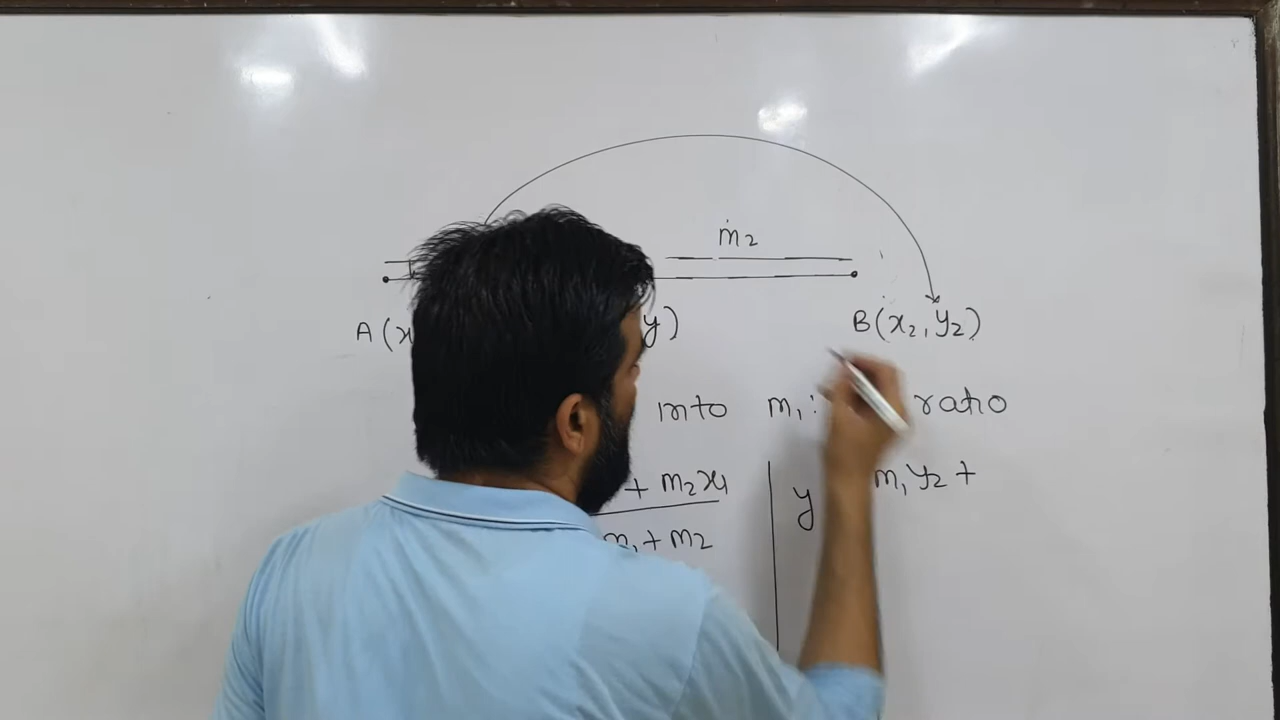 m2
A(x y) B(x2, y2)
into m1: ratio
+ m2x1
m1 + m2
y m1y2 +